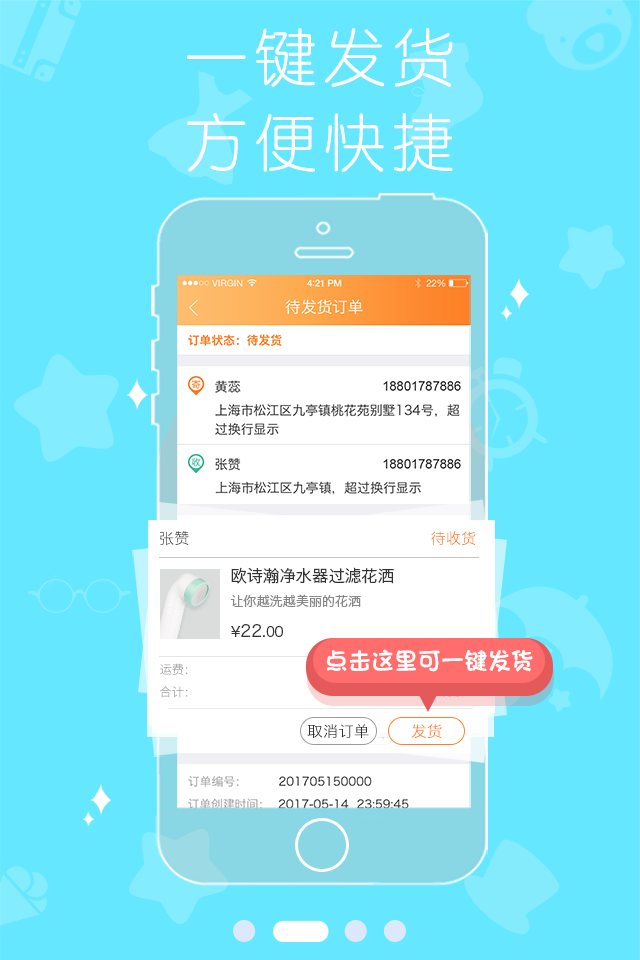 一键发货
方便快捷
VIRGIN 4:21 PM 22%
待发货订单
订单状态：待发货
寄 黄蕊 18801787886
上海市松江区九亭镇桃花苑别墅134号，超
过换行显示
收 张赞 18801787886
上海市松江区九亭镇，超过换行显示
张赞 待收货
欧诗瀚净水器过滤花洒
让你越洗越美丽的花洒
¥22.00
点击这里可一键发货
运费：
合计：
取消订单 发货
订单编号： 201705150000
订单创建时间： 2017-05-14 23:59:45